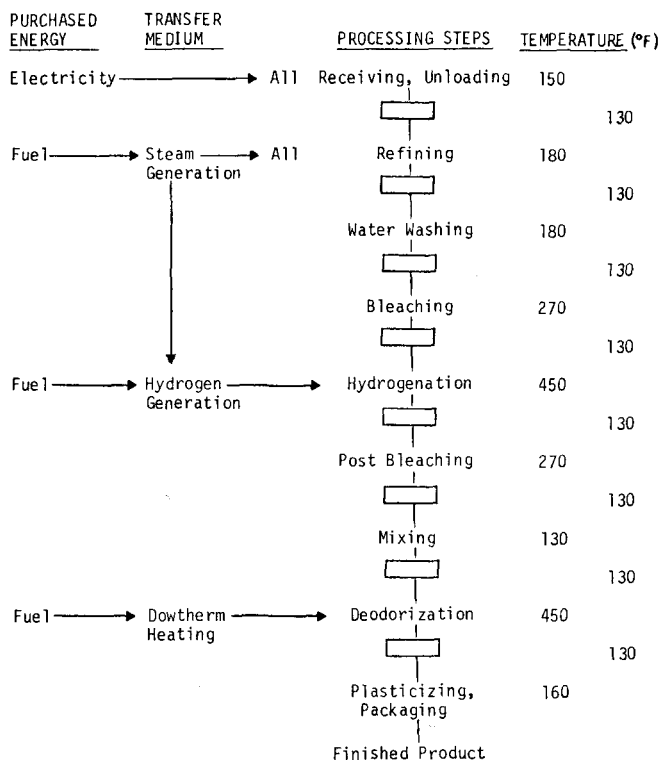 PURCHASED ENERGY TRANSFER MEDIUM PROCESSING STEPS TEMPERATURE (°F)
Electricity All Receiving, Unloading 150
130
Fuel Steam Generation All Refining 180
130
Water Washing 180
130
Bleaching 270
130
Fuel Hydrogen Generation Hydrogenation 450
130
Post Bleaching 270
130
Mixing 130
130
Fuel Dowtherm Heating Deodorization 450
130
Plasticizing, Packaging 160
Finished Product